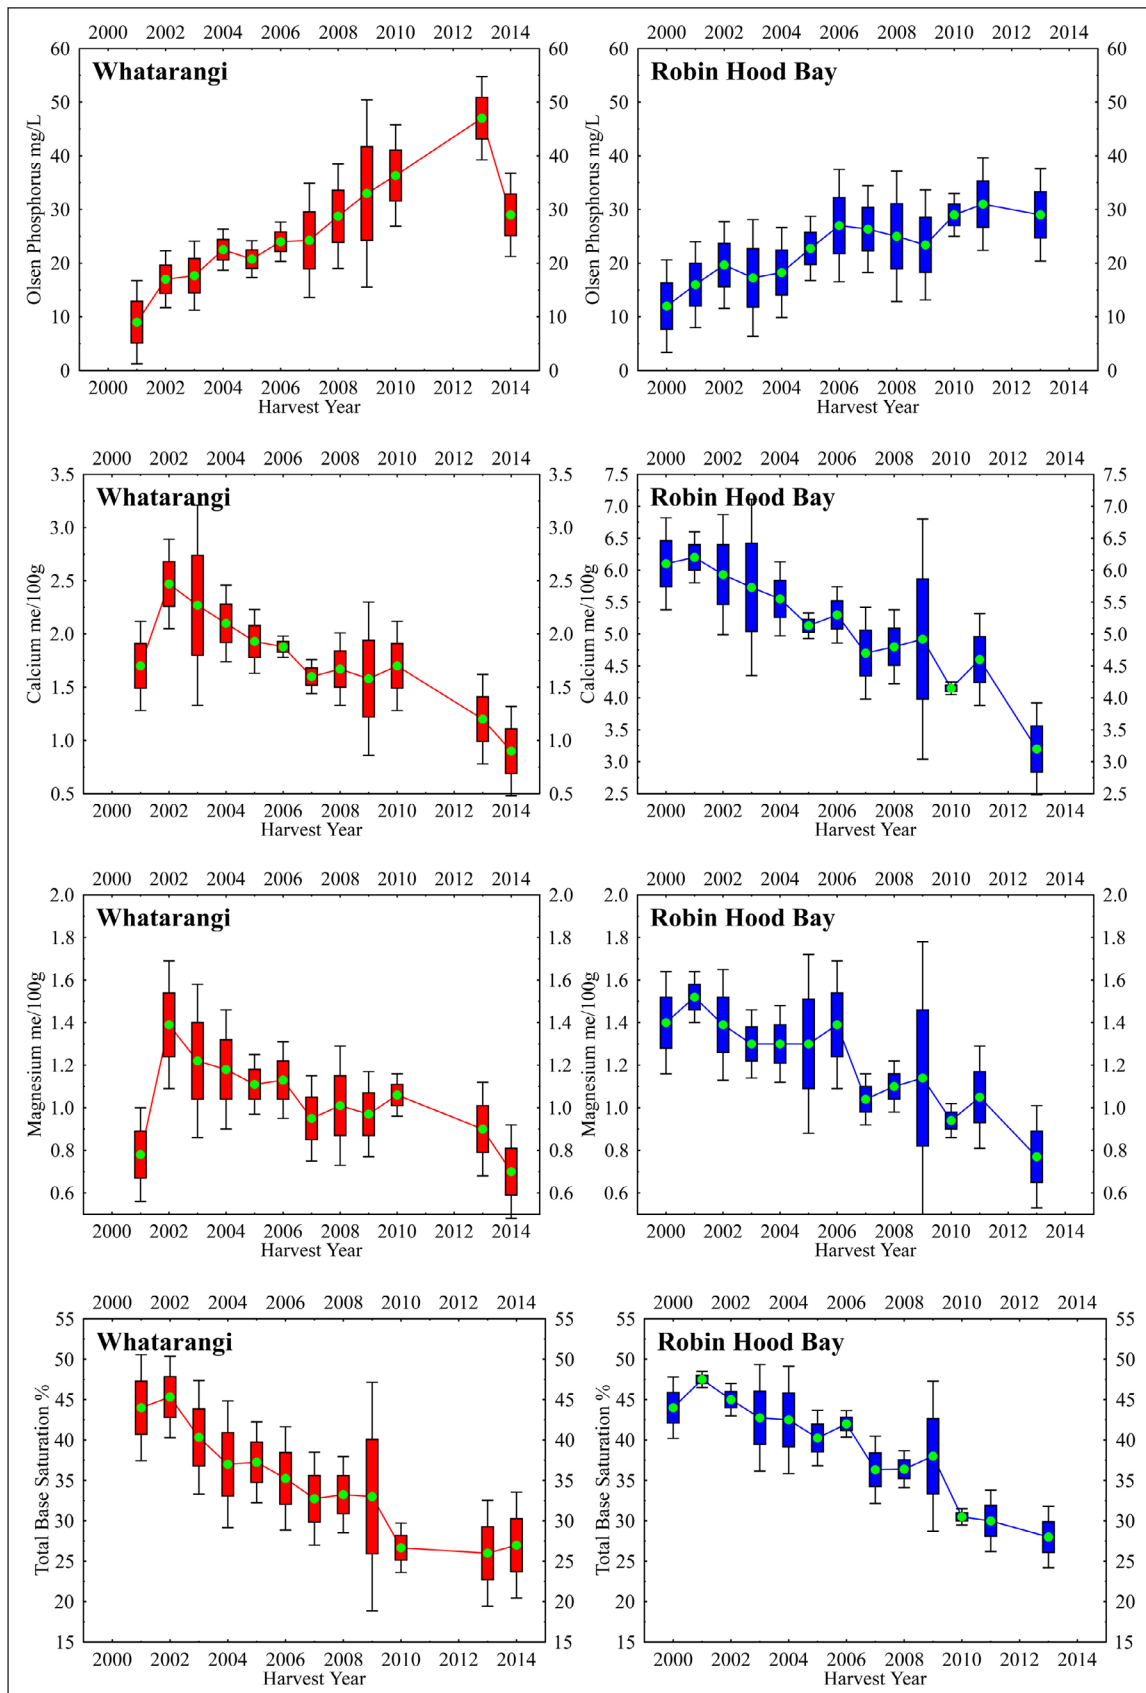 2000 2002 2004 2006 2008 2010 2012 2014
2000 2002 2004 2006 2008 2010 2012 2014
Whatarangi
Robin Hood Bay
Olsen Phosphorus mg/L
60 50 40 30 20 10 0
60 50 40 30 20 10 0
Olsen Phosphorus mg/L
60 50 40 30 20 10 0
60 50 40 30 20 10 0
2000 2002 2004 2006 2008 2010 2012 2014
2000 2002 2004 2006 2008 2010 2012 2014
Harvest Year
Harvest Year
2000 2002 2004 2006 2008 2010 2012 2014
2000 2002 2004 2006 2008 2010 2012 2014
Whatarangi
Robin Hood Bay
Calcium me/100g
3.5 3.0 2.5 2.0 1.5 1.0 0.5
3.5 3.0 2.5 2.0 1.5 1.0 0.5
Calcium me/100g
7.5 7.0 6.5 6.0 5.5 5.0 4.5 4.0 3.5 3.0 2.5
7.5 7.0 6.5 6.0 5.5 5.0 4.5 4.0 3.5 3.0 2.5
2000 2002 2004 2006 2008 2010 2012 2014
2000 2002 2004 2006 2008 2010 2012 2014
Harvest Year
Harvest Year
2000 2002 2004 2006 2008 2010 2012 2014
2000 2002 2004 2006 2008 2010 2012 2014
Whatarangi
Robin Hood Bay
Magnesium me/100g
2.0 1.8 1.6 1.4 1.2 1.0 0.8 0.6
2.0 1.8 1.6 1.4 1.2 1.0 0.8 0.6
Magnesium me/100g
2.0 1.8 1.6 1.4 1.2 1.0 0.8 0.6
2.0 1.8 1.6 1.4 1.2 1.0 0.8 0.6
2000 2002 2004 2006 2008 2010 2012 2014
2000 2002 2004 2006 2008 2010 2012 2014
Harvest Year
Harvest Year
2000 2002 2004 2006 2008 2010 2012 2014
2000 2002 2004 2006 2008 2010 2012 2014
Whatarangi
Robin Hood Bay
Total Base Saturation %
55 50 45 40 35 30 25 20 15
55 50 45 40 35 30 25 20 15
Total Base Saturation %
55 50 45 40 35 30 25 20 15
55 50 45 40 35 30 25 20 15
2000 2002 2004 2006 2008 2010 2012 2014
2000 2002 2004 2006 2008 2010 2012 2014
Harvest Year
Harvest Year